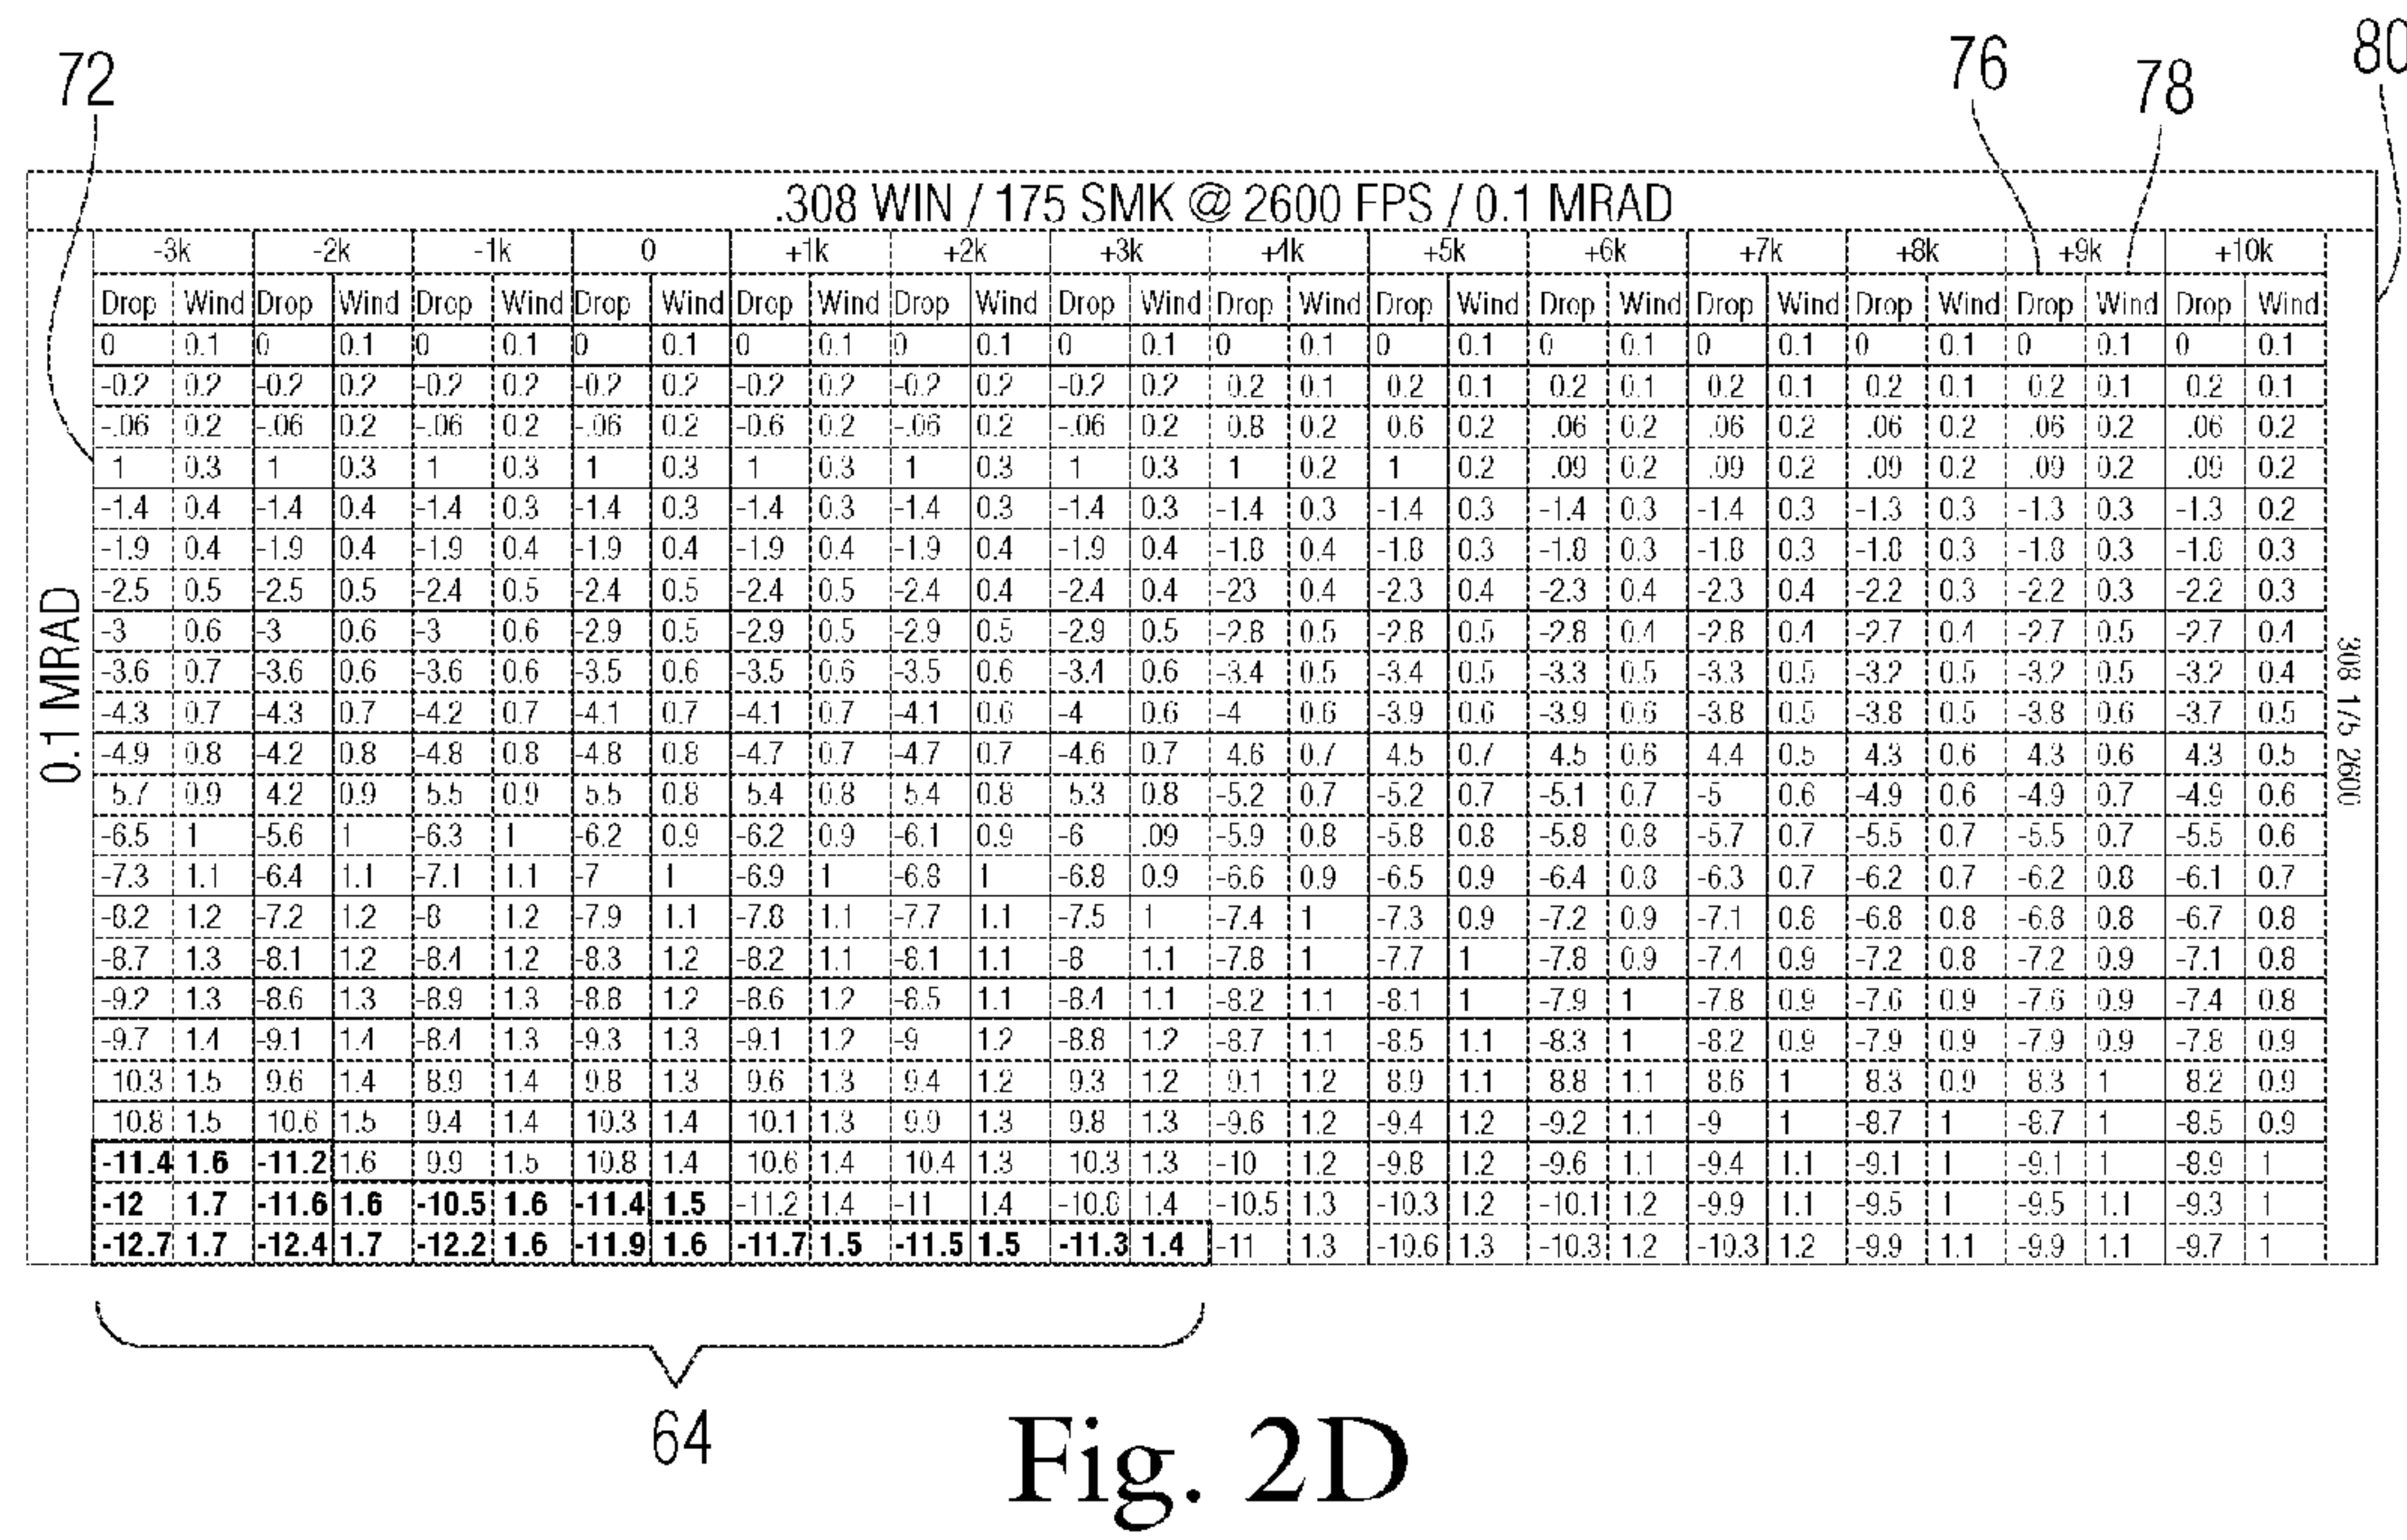 72
76
78
80
.308 WIN / 175 SMK @ 2600 FPS / 0.1 MRAD
-3k -2k -1k 0 +1k +2k +3k +4k +5k +6k +7k +8k +9k +10k
Drop Wind Drop Wind Drop Wind Drop Wind Drop Wind Drop Wind Drop Wind Drop Wind Drop Wind Drop Wind Drop Wind Drop Wind Drop Wind Drop Wind
0 0.1 0 0.1 0 0.1 0 0.1 0 0.1 0 0.1 0 0.1 0 0.1 0 0.1 0 0.1 0 0.1 0 0.1 0 0.1 0 0.1
-0.2 0.2 -0.2 0.2 -0.2 0.2 -0.2 0.2 -0.2 0.2 -0.2 0.2 -0.2 0.2 0.2 0.1 0.2 0.1 0.2 0.1 0.2 0.1 0.2 0.1 0.2 0.1 0.2 0.1
-.06 0.2 -.06 0.2 -.06 0.2 -.06 0.2 -0.6 0.2 -.06 0.2 -.06 0.2 0.8 0.2 0.6 0.2 .06 0.2 .06 0.2 .06 0.2 .06 0.2 .06 0.2
1 0.3 1 0.3 1 0.3 1 0.3 1 0.3 1 0.3 1 0.3 1 0.2 1 0.2 .09 0.2 .09 0.2 .09 0.2 .09 0.2 .09 0.2
-1.4 0.4 -1.4 0.4 -1.4 0.3 -1.4 0.3 -1.4 0.3 -1.4 0.3 -1.4 0.3 -1.4 0.3 -1.4 0.3 -1.4 0.3 -1.4 0.3 -1.3 0.3 -1.3 0.3 -1.3 0.2
-1.9 0.4 -1.9 0.4 -1.9 0.4 -1.9 0.4 -1.9 0.4 -1.9 0.4 -1.9 0.4 -1.8 0.4 -1.8 0.3 -1.8 0.3 -1.8 0.3 -1.8 0.3 -1.8 0.3 -1.8 0.3
-2.5 0.5 -2.5 0.5 -2.4 0.5 -2.4 0.5 -2.4 0.5 -2.4 0.4 -2.4 0.4 -23 0.4 -2.3 0.4 -2.3 0.4 -2.3 0.4 -2.2 0.3 -2.2 0.3 -2.2 0.3
-3 0.6 -3 0.6 -3 0.6 -2.9 0.5 -2.9 0.5 -2.9 0.5 -2.9 0.5 -2.8 0.5 -2.8 0.5 -2.8 0.4 -2.8 0.4 -2.7 0.4 -2.7 0.5 -2.7 0.4
-3.6 0.7 -3.6 0.6 -3.6 0.6 -3.5 0.6 -3.5 0.6 -3.5 0.6 -3.4 0.6 -3.4 0.5 -3.4 0.5 -3.3 0.5 -3.3 0.5 -3.2 0.5 -3.2 0.5 -3.2 0.4
-4.3 0.7 -4.3 0.7 -4.2 0.7 -4.1 0.7 -4.1 0.7 -4.1 0.6 -4 0.6 -4 0.6 -3.9 0.6 -3.9 0.6 -3.8 0.5 -3.8 0.5 -3.8 0.6 -3.7 0.5
-4.9 0.8 -4.2 0.8 -4.8 0.8 -4.8 0.8 -4.7 0.7 -4.7 0.7 -4.6 0.7 4.6 0.7 4.5 0.7 4.5 0.6 4.4 0.5 4.3 0.6 4.3 0.6 4.3 0.5
5.7 0.9 4.2 0.9 5.5 0.9 5.5 0.8 5.4 0.8 5.4 0.8 5.3 0.8 -5.2 0.7 -5.2 0.7 -5.1 0.7 -5 0.6 -4.9 0.6 -4.9 0.7 -4.9 0.6
-6.5 1 -5.6 1 -6.3 1 -6.2 0.9 -6.2 0.9 -6.1 0.9 -6 .09 -5.9 0.8 -5.8 0.8 -5.8 0.8 -5.7 0.7 -5.5 0.7 -5.5 0.7 -5.5 0.6
-7.3 1.1 -6.4 1.1 -7.1 1.1 -7 1 -6.9 1 -6.8 1 -6.8 0.9 -6.6 0.9 -6.5 0.9 -6.4 0.8 -6.3 0.7 -6.2 0.7 -6.2 0.8 -6.1 0.7
-8.2 1.2 -7.2 1.2 -8 1.2 -7.9 1.1 -7.8 1.1 -7.7 1.1 -7.5 1 -7.4 1 -7.3 0.9 -7.2 0.9 -7.1 0.8 -6.8 0.8 -6.8 0.8 -6.7 0.8
-8.7 1.3 -8.1 1.2 -8.4 1.2 -8.3 1.2 -8.2 1.1 -8.1 1.1 -8 1.1 -7.8 1 -7.7 1 -7.8 0.9 -7.4 0.9 -7.2 0.8 -7.2 0.9 -7.1 0.8
-9.2 1.3 -8.6 1.3 -8.9 1.3 -8.8 1.2 -8.6 1.2 -8.5 1.1 -8.4 1.1 -8.2 1.1 -8.1 1 -7.9 1 -7.8 0.9 -7.6 0.9 -7.6 0.9 -7.4 0.8
-9.7 1.4 -9.1 1.4 -8.4 1.3 -9.3 1.3 -9.1 1.2 -9 1.2 -8.8 1.2 -8.7 1.1 -8.5 1.1 -8.3 1 -8.2 0.9 -7.9 0.9 -7.9 0.9 -7.8 0.9
10.3 1.5 9.6 1.4 8.9 1.4 9.8 1.3 9.6 1.3 9.4 1.2 9.3 1.2 9.1 1.2 8.9 1.1 8.8 1.1 8.6 1 8.3 0.9 8.3 1 8.2 0.9
10.8 1.5 10.6 1.5 9.4 1.4 10.3 1.4 10.1 1.3 9.9 1.3 9.8 1.3 -9.6 1.2 -9.4 1.2 -9.2 1.1 -9 1 -8.7 1 -8.7 1 -8.5 0.9
-11.4 1.6 -11.2 1.6 9.9 1.5 10.8 1.4 10.6 1.4 10.4 1.3 10.3 1.3 -10 1.2 -9.8 1.2 -9.6 1.1 -9.4 1.1 -9.1 1 -9.1 1 -8.9 1
-12 1.7 -11.6 1.6 -10.5 1.6 -11.4 1.5 -11.2 1.4 -11 1.4 -10.8 1.4 -10.5 1.3 -10.3 1.2 -10.1 1.2 -9.9 1.1 -9.5 1 -9.5 1.1 -9.3 1
-12.7 1.7 -12.4 1.7 -12.2 1.6 -11.9 1.6 -11.7 1.5 -11.5 1.5 -11.3 1.4 -11 1.3 -10.6 1.3 -10.3 1.2 -10.3 1.2 -9.9 1.1 -9.9 1.1 -9.7 1
0.1 MRAD
308 175 2600
64
Fig. 2D